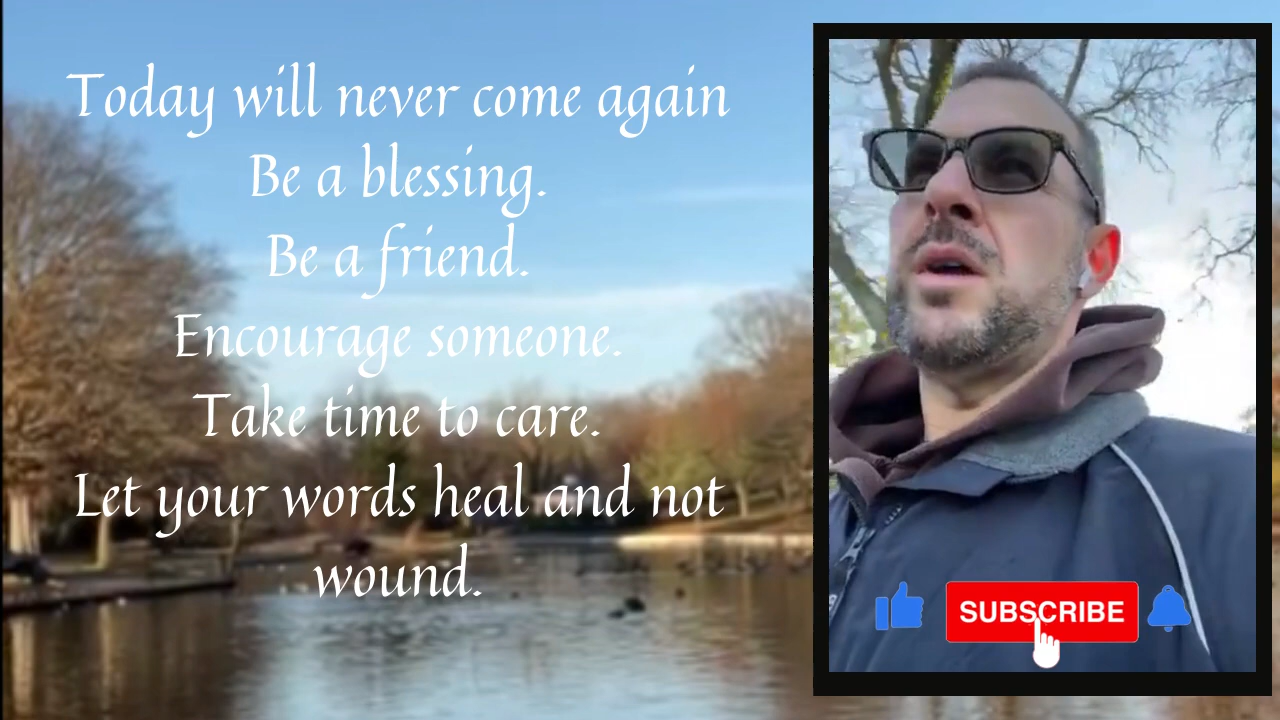 Today will never come again
Be a blessing.
Be a friend.
Encourage someone.
Take time to care.
Let your words heal and not
wound.
SUBSCRIBE